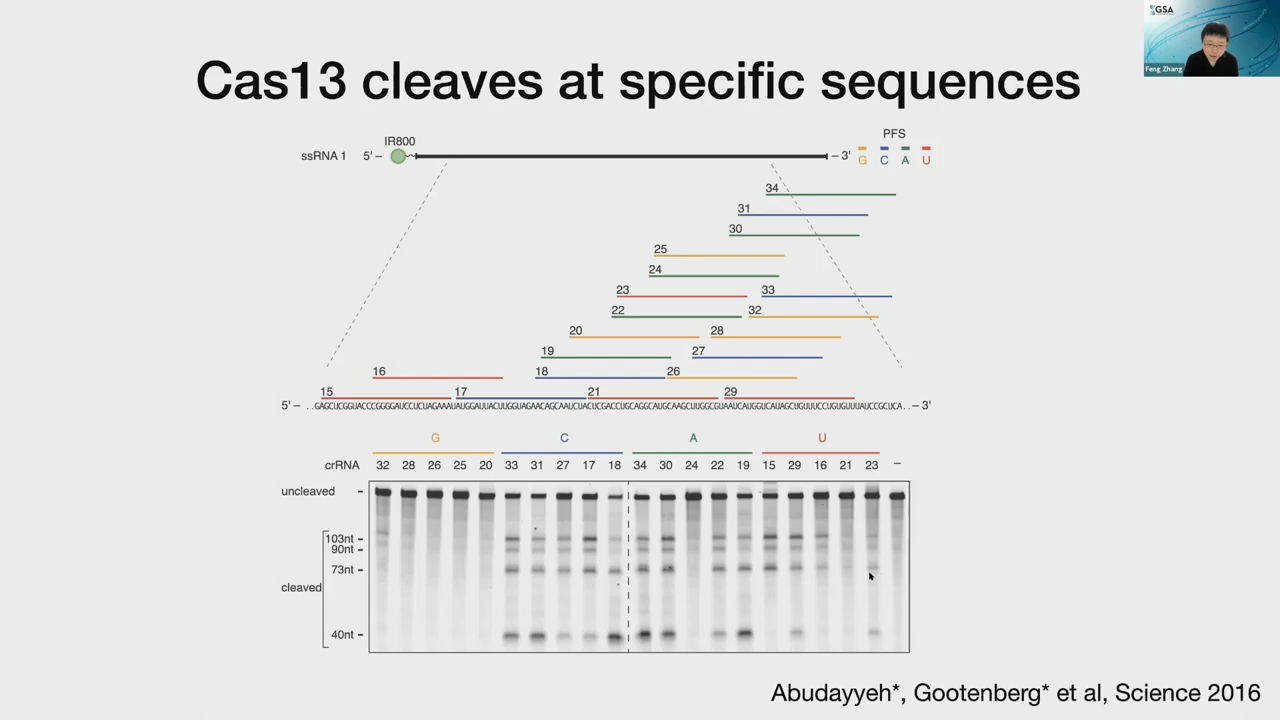 GSA
Feng Zhang
Cas13 cleaves at specific sequences
IR800
ssRNA 1 5' – – 3'
PFS
G C A U
34
31
30
25
24
23 33
22 32
20 28
19 27
16 18 26
15 17 21 29
5' – ..GAGCUCGGUACCCGGGGAUCCUCUAGAAAUAUGGAUUACUUGGUAGAACAGCAAUCUACUCGACCUGCAGGCAUGCAAGCUUGGCGUAAUCAUGGUCAUAGCUGUUUCCUGUGUUUAUCCGCUCA.. – 3'
G C A U
crRNA 32 28 26 25 20 33 31 27 17 18 34 30 24 22 19 15 29 16 21 23 –
uncleaved
103nt
90nt
73nt
cleaved
40nt
Abudayyeh*, Gootenberg* et al, Science 2016